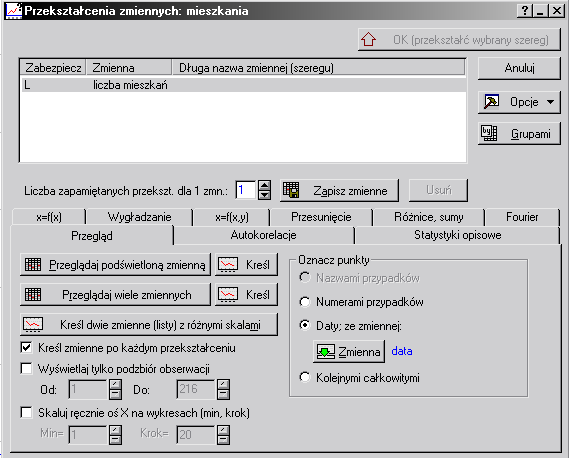 Przekształcenia zmiennych: mieszkania
OK (przekształć wybrany szereg)
Zabezpiecz Zmienna Długa nazwa zmiennej (szeregu)
L liczba mieszkań
Anuluj
Opcje
by Grupami
Liczba zapamiętanych przekszt. dla 1 zmn.: 1 Zapisz zmienne Usuń
x=f(x) Wygładzanie x=f(x,y) Przesunięcie Różnice, sumy Fourier
Przegląd Autokorelacje Statystyki opisowe
Przeglądaj podświetloną zmienną Kreśl
Przeglądaj wiele zmiennych Kreśl
Kreśl dwie zmienne (listy) z różnymi skalami
Kreśl zmienne po każdym przekształceniu
Wyświetlaj tylko podzbiór obserwacji
Od: 1 Do: 216
Skaluj ręcznie oś X na wykresach (min, krok)
Min= 1 Krok= 20
Oznacz punkty
Nazwami przypadków
Numerami przypadków
Daty; ze zmiennej:
Zmienna data
Kolejnymi całkowitymi